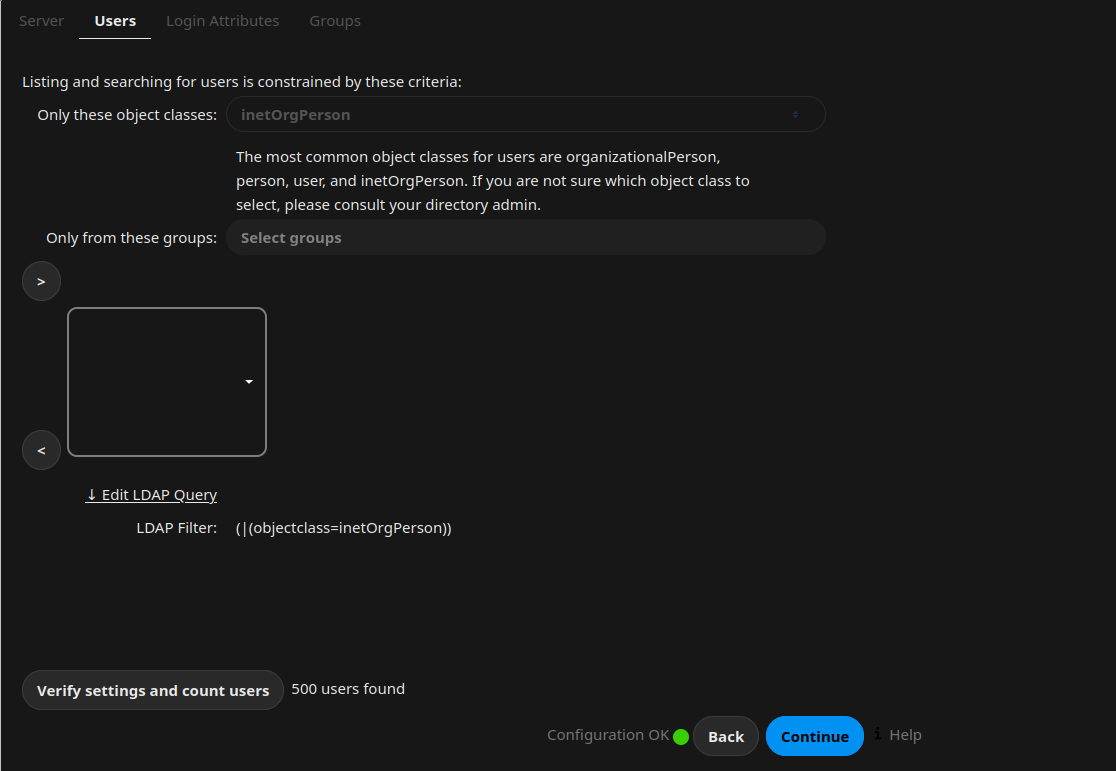 Server Users Login Attributes Groups
Listing and searching for users is constrained by these criteria:
Only these object classes: inetOrgPerson
The most common object classes for users are organizationalPerson,
person, user, and inetOrgPerson. If you are not sure which object class to
select, please consult your directory admin.
Only from these groups: Select groups
>
<
↓ Edit LDAP Query
LDAP Filter: (|(objectclass=inetOrgPerson))
Verify settings and count users 500 users found
Configuration OK Back Continue i Help